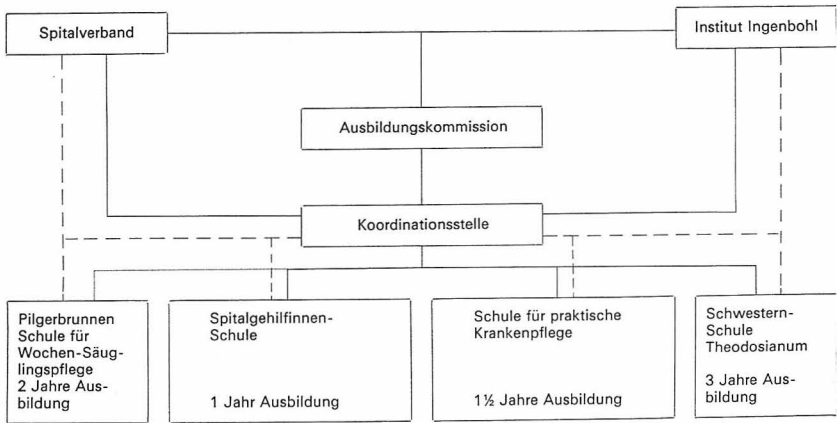 Spitalverband
Institut Ingenbohl
Ausbildungskommission
Koordinationsstelle
Pilgerbrunnen
Schule für
Wochen-Säug-
lingspflege
2 Jahre Aus-
bildung
Spitalgehilfinnen-
Schule
1 Jahr Ausbildung
Schule für praktische
Krankenpflege
1½ Jahre Ausbildung
Schwestern-
Schule
Theodosianum
3 Jahre Aus-
bildung